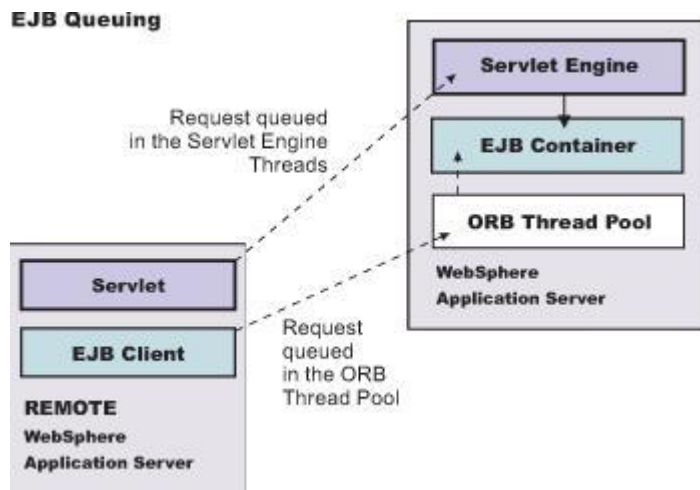 EJB Queuing
Servlet Engine
Request queued
in the Servlet Engine
Threads
EJB Container
ORB Thread Pool
WebSphere
Application Server
Servlet
EJB Client
Request
queued
in the ORB
Thread Pool
REMOTE
WebSphere
Application Server